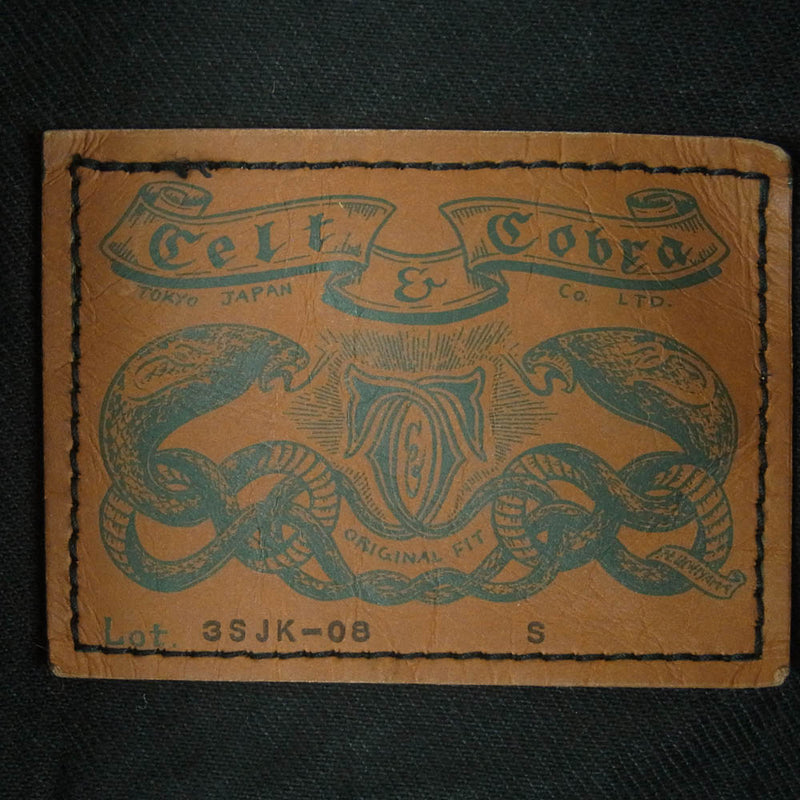 Celt & Cobra
TOKYO JAPAN Co. LTD.
ORIGINAL FIT
Lot. 3SJK-08 S